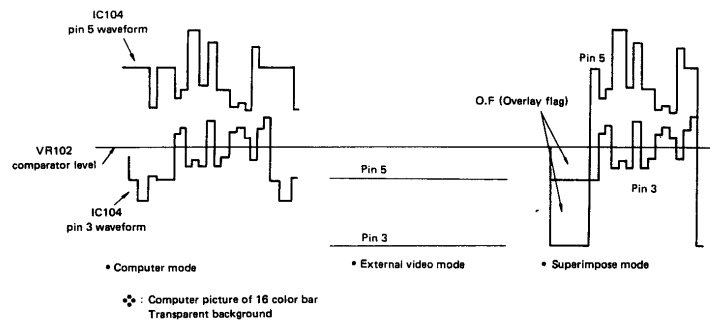 IC104
pin 5 waveform
Pin 5
O.F (Overlay flag)
VR102
comparator level
Pin 5
Pin 3
IC104
pin 3 waveform
Pin 3
• Computer mode
• External video mode
• Superimpose mode
❖ : Computer picture of 16 color bar
Transparent background